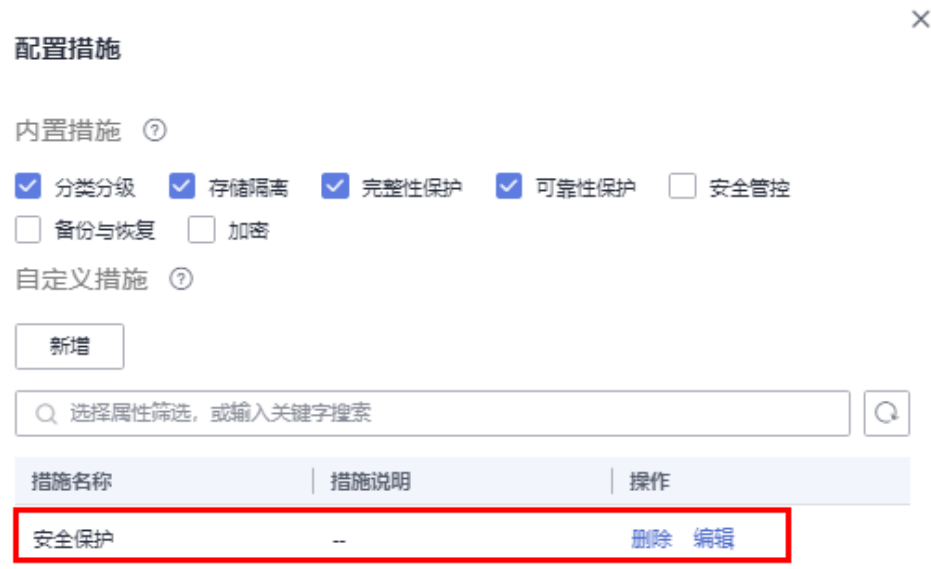 配置措施
内置措施
分类分级 存储隔离 完整性保护 可靠性保护 安全管控
备份与恢复 加密
自定义措施
新增
选择属性筛选，或输入关键字搜索
措施名称 措施说明 操作
安全保护 -- 删除 编辑